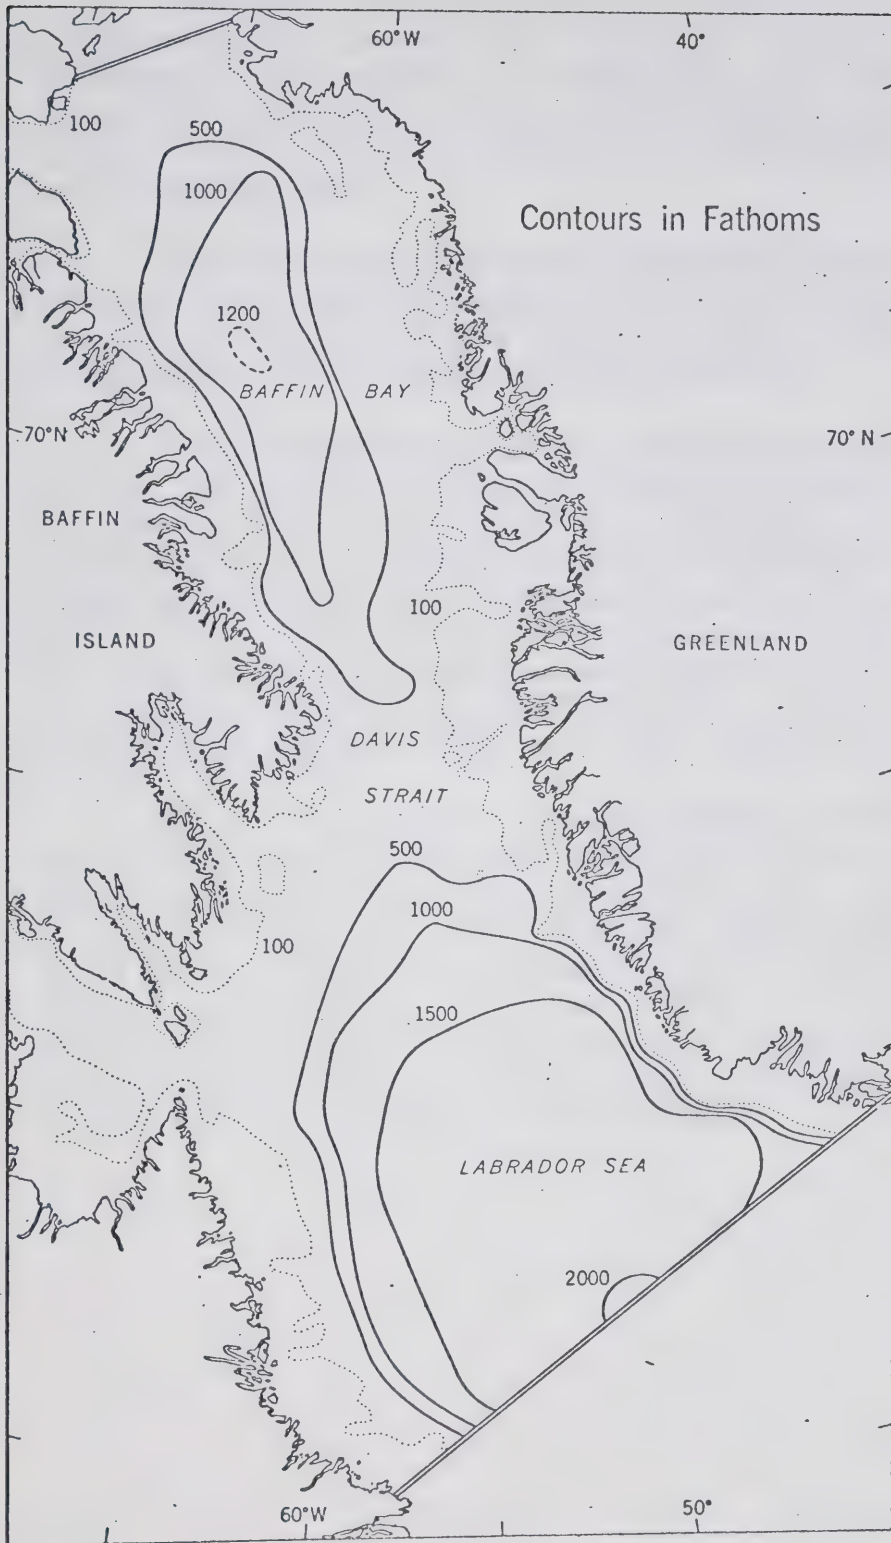 60°W
40°
100
500
1000
Contours in Fathoms
1200
BAFFIN BAY
70°N
70°N
BAFFIN
100
ISLAND
GREENLAND
DAVIS
STRAIT
500
1000
100
1500
LABRADOR SEA
2000
60°W
50°